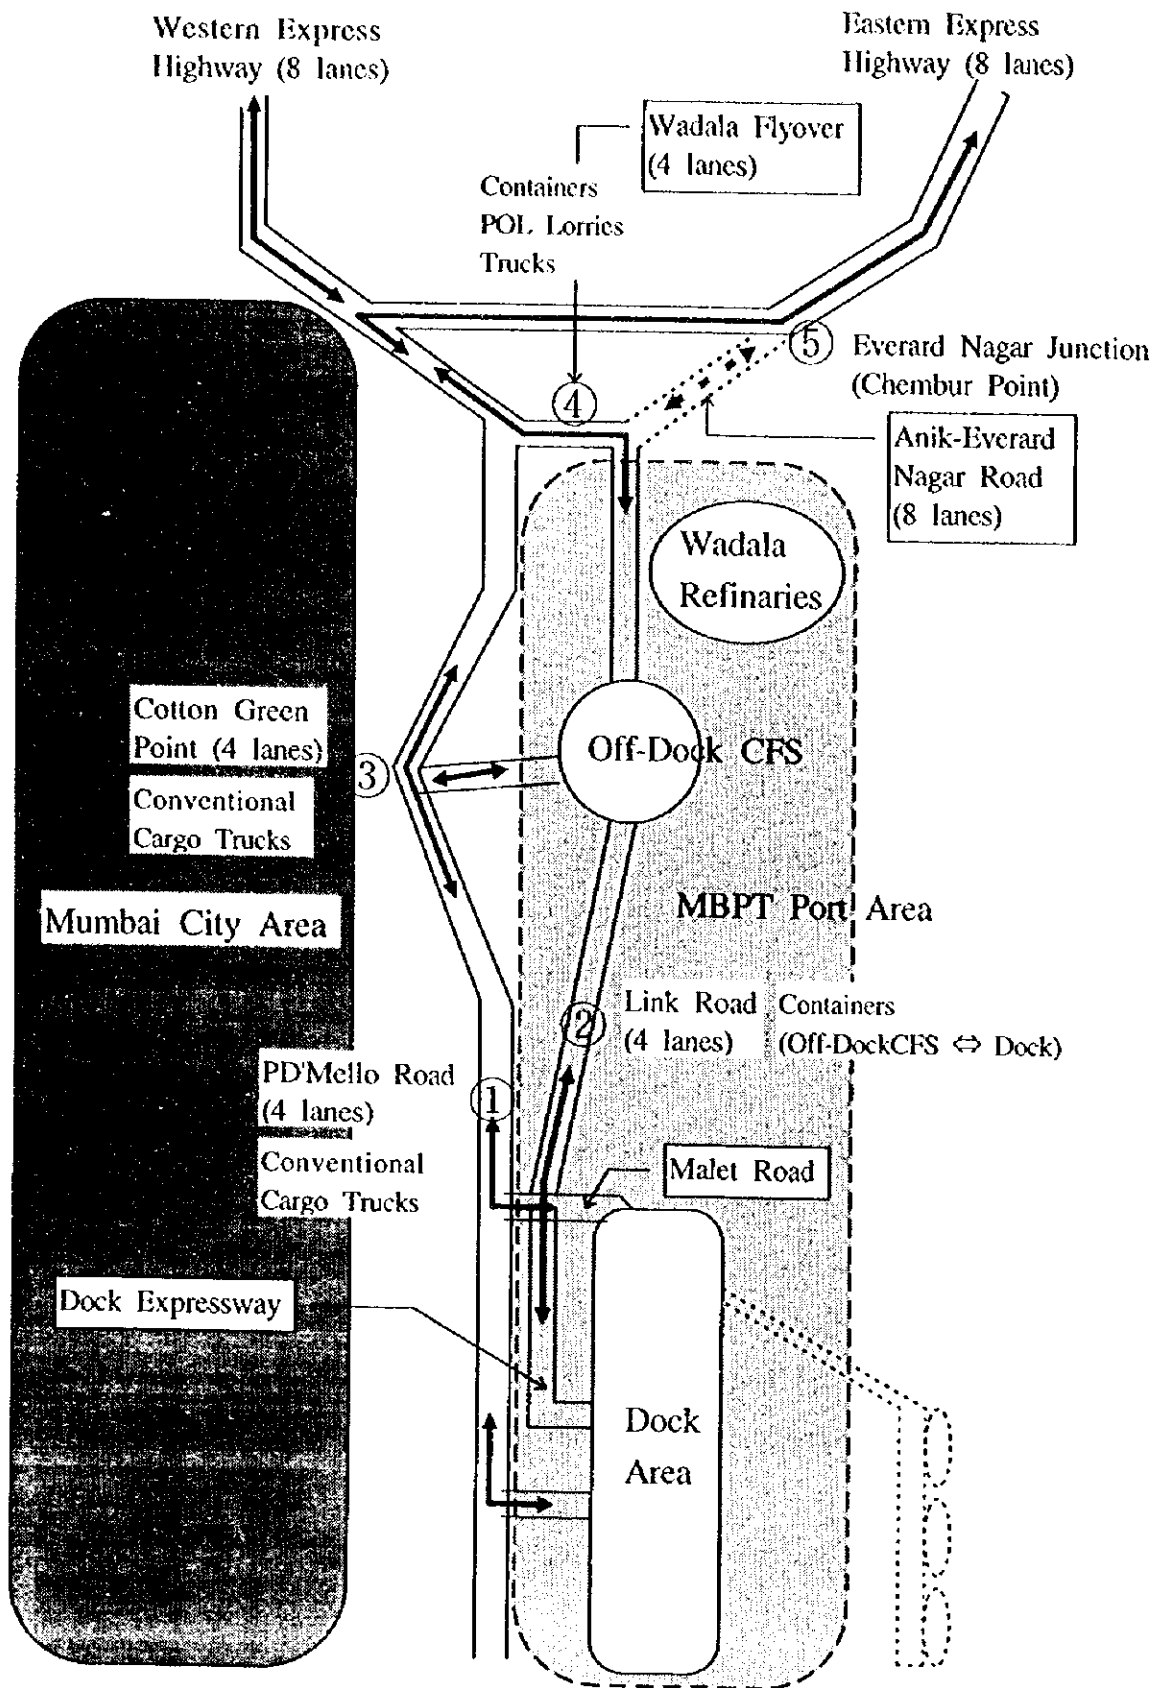 Western Express
Highway (8 lanes)
Eastern Express
Highway (8 lanes)
Wadala Flyover
(4 lanes)
Containers
POL Lorries
Trucks
5
Everard Nagar Junction
(Chembur Point)
4
Anik-Everard
Nagar Road
(8 lanes)
Wadala
Refinaries
Cotton Green
Point (4 lanes)
3
Conventional
Cargo Trucks
Off-Dock CFS
Mumbai City Area
MBPT Port Area
2
Link Road
(4 lanes)
Containers
(Off-DockCFS ⇔ Dock)
PD'Mello Road
(4 lanes)
1
Conventional
Cargo Trucks
Malet Road
Dock Expressway
Dock
Area